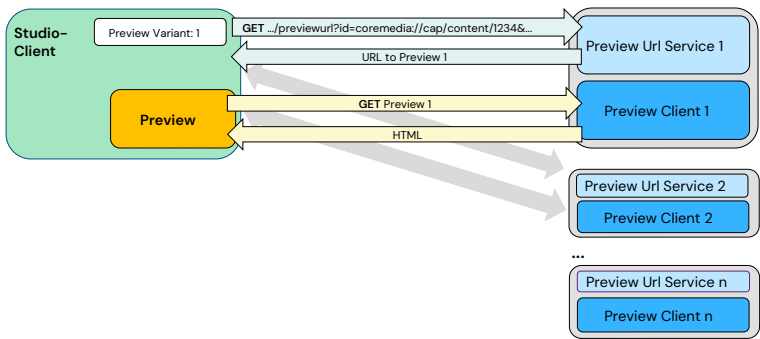 Studio-
Client
Preview Variant: 1
GET .../previewurl?id=coremedia://cap/content/1234&...
URL to Preview 1
Preview Url Service 1
Preview
GET Preview 1
HTML
Preview Client 1
Preview Url Service 2
Preview Client 2
...
Preview Url Service n
Preview Client n